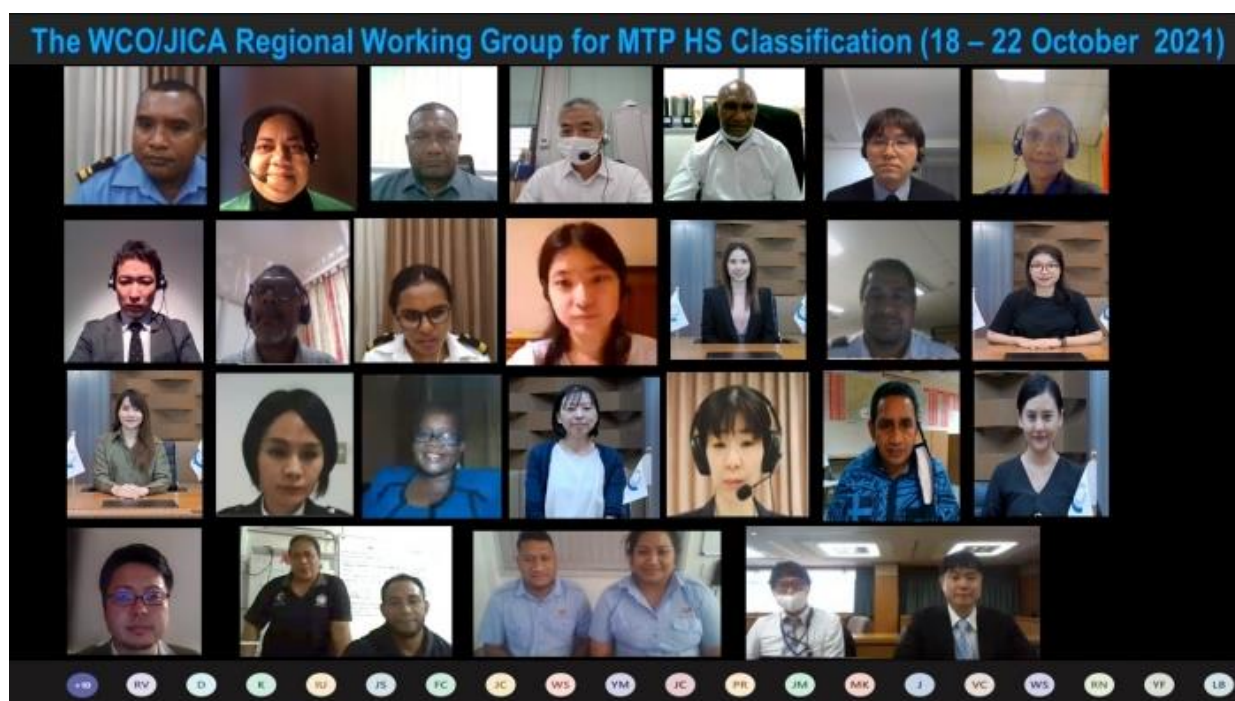 The WCO/JICA Regional Working Group for MTP HS Classification (18 – 22 October 2021)
+10 RV D K IU JS FC JC WS YM JC PR JM MK J VC WS RN YF LB